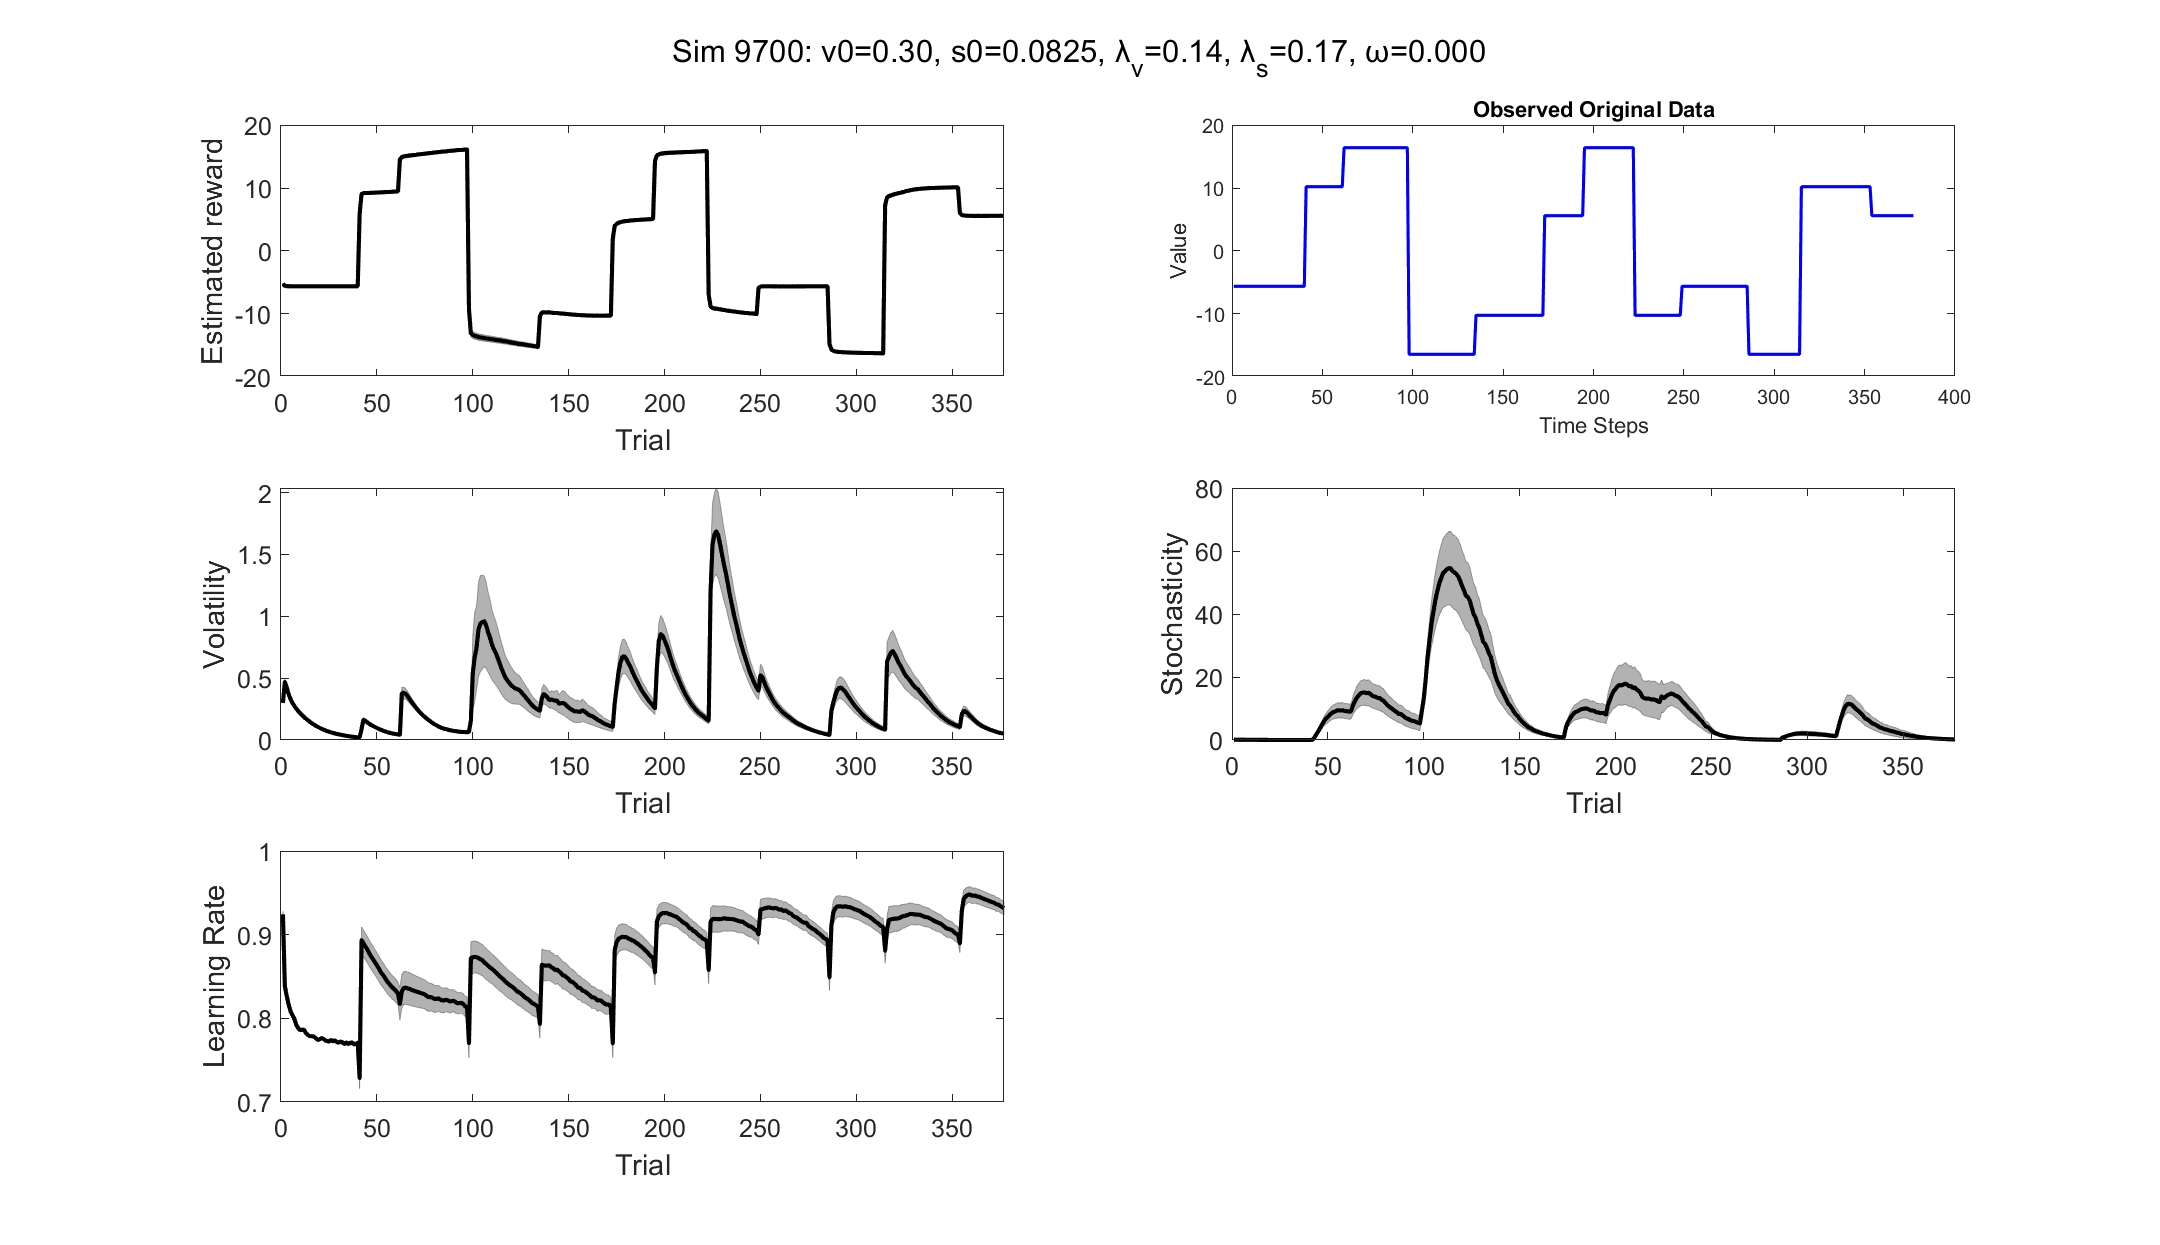 Sim 9700: v0=0.30, s0=0.0825, λ_v=0.14, λ_s=0.17, ω=0.000
Estimated reward
20
10
0
-10
-20
0 50 100 150 200 250 300 350
Trial
Observed Original Data
Value
20
10
0
-10
-20
0 50 100 150 200 250 300 350 400
Time Steps
Volatility
2
1.5
1
0.5
0
0 50 100 150 200 250 300 350
Trial
Stochasticity
80
60
40
20
0
0 50 100 150 200 250 300 350
Trial
Learning Rate
1
0.9
0.8
0.7
0 50 100 150 200 250 300 350
Trial